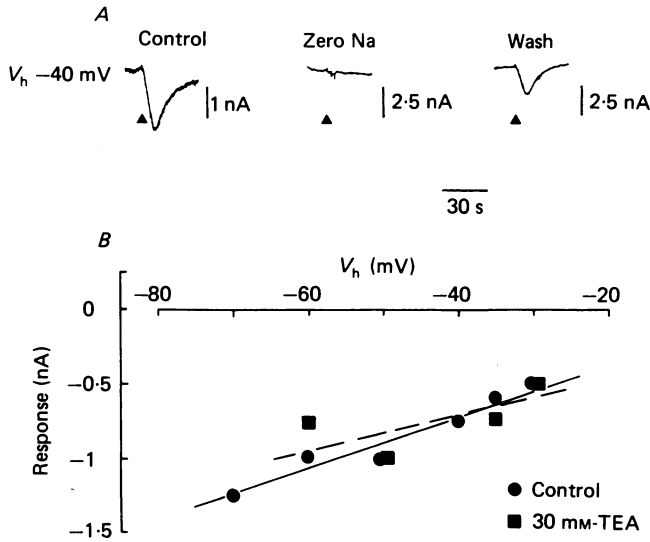 A
Control Zero Na Wash
Vh −40 mV
1 nA 2·5 nA 2·5 nA
30 s
B
Vh (mV)
−80 −60 −40 −20
0
−0·5
−1
−1·5
Response (nA)
Control
30 mM-TEA